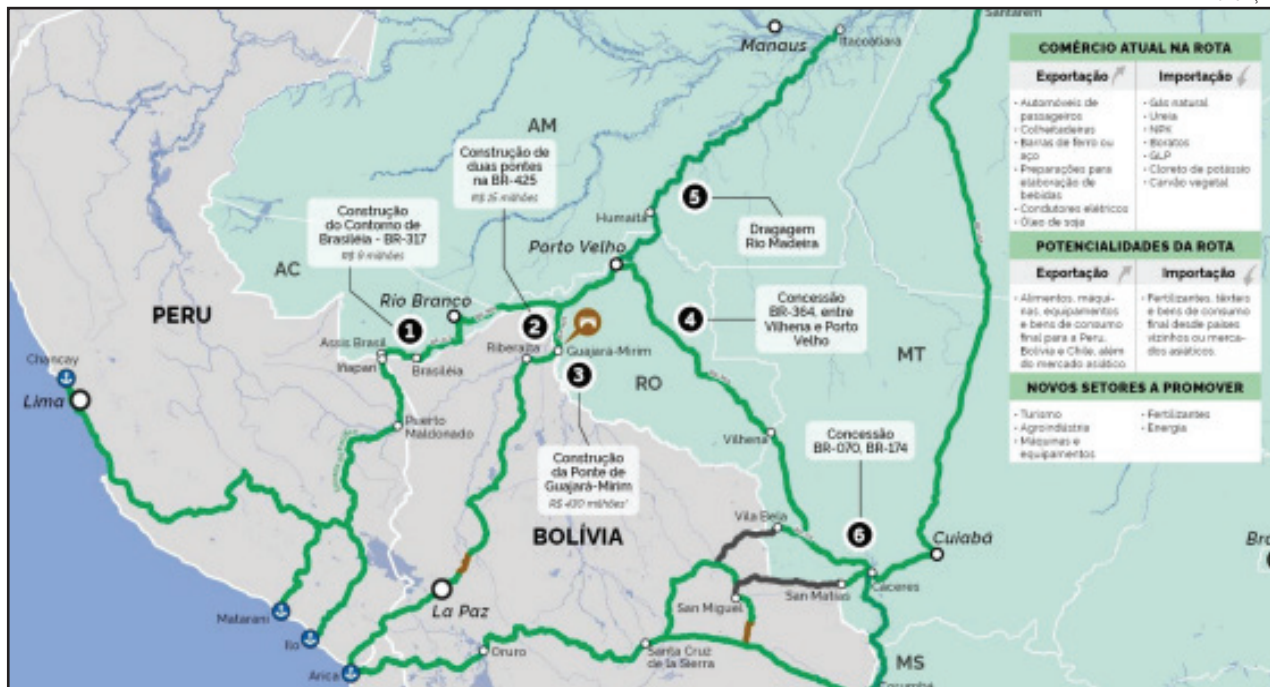 Santarém
Manaus
Itacoatiara
COMÉRCIO ATUAL NA ROTA
Exportação
Importação
· Automóveis de
passageiros
· Colheitadeiras
· Barras de ferro ou
aço
· Preparações para
elaboração de
bebidas
· Condutores elétricos
· Óleo de soja
· Gás natural
· Ureia
· NPK
· Boratos
· GLP
· Cloreto de potássio
· Carvão vegetal
POTENCIALIDADES DA ROTA
Exportação
Importação
· Alimentos, máqui-
nas, equipamentos
e bens de consumo
final para a Peru,
Bolívia e Chile, além
do mercado asiático
· Fertilizantes, têxteis
e bens de consumo
final desde países
vizinhos ou merca-
dos asiáticos.
NOVOS SETORES A PROMOVER
· Turismo
· Agroindústria
· Máquinas e
equipamentos
· Fertilizantes
· Energia
AM
Construção de
duas pontes
na BR-425
R$ 15 milhões
Construção
do Contorno de
Brasiléia - BR-317
R$ 9 milhões
5
Humaitá
Dragagem
Rio Madeira
Porto Velho
AC
PERU
Rio Branco
1
2
4
Concessão
BR-364, entre
Vilhena e Porto
Velho
MT
Assis Brasil
Iñapari
Brasiléia
Riberalta
Guajará-Mirim
3
RO
Chancay
Lima
Puerto
Maldonado
Vilhena
Concessão
BR-070, BR-174
Construção
da Ponte de
Guajará-Mirim
R$ 430 milhões¹
BOLÍVIA
Vila Bela
6
Cuiabá
Cáceres
San Matías
San Miguel
La Paz
Matarani
Ilo
Arica
Oruro
Santa Cruz
de la Sierra
MS
Corumbá